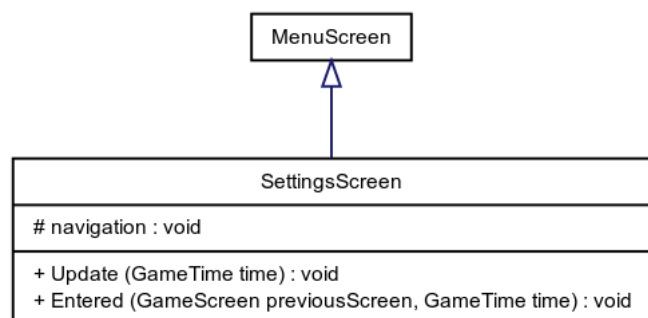 MenuScreen
SettingsScreen
# navigation : void
+ Update (GameTime time) : void
+ Entered (GameScreen previousScreen, GameTime time) : void